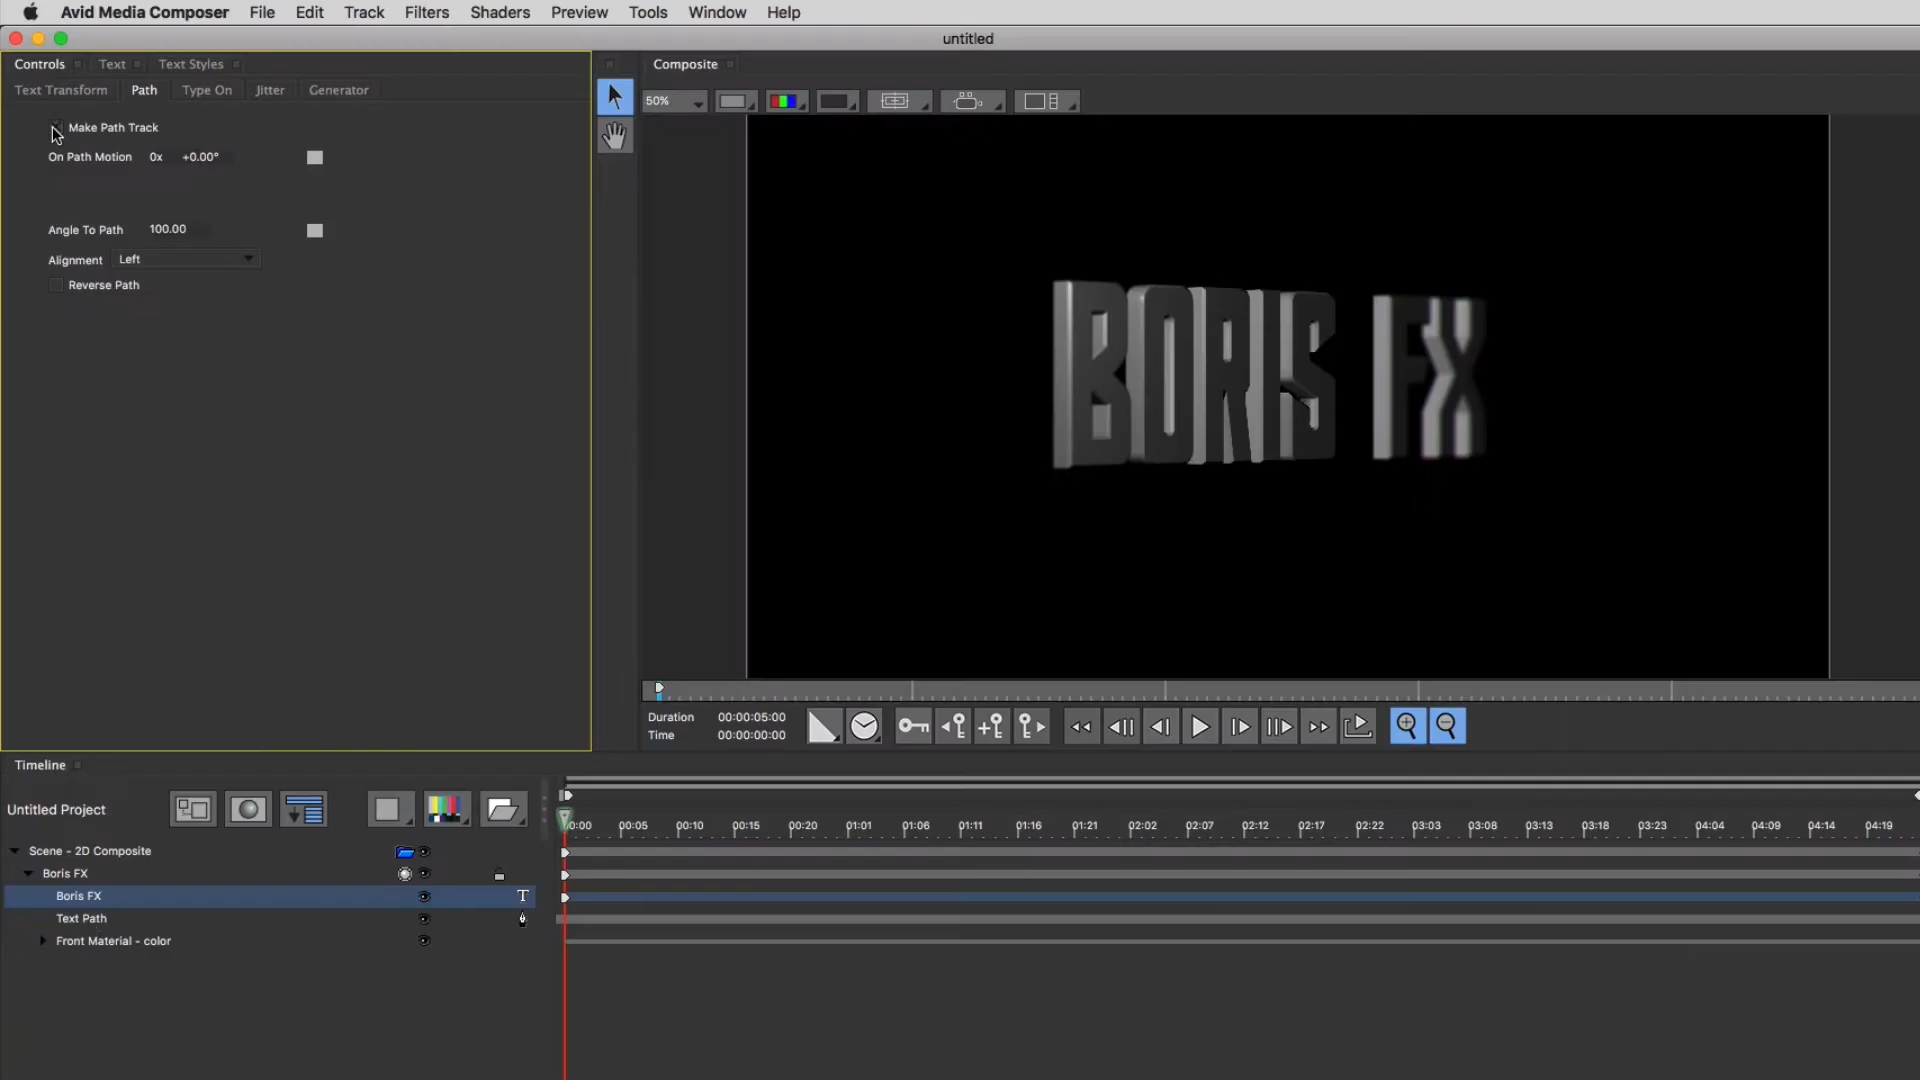 Avid Media Composer File Edit Track Filters Shaders Preview Tools Window Help
untitled
Controls Text Text Styles
Composite
Text Transform Path Type On Jitter Generator
50%
Make Path Track
On Path Motion 0x +0.00°
Angle To Path 100.00
Alignment Left
Reverse Path
BORIS FX
Duration 00:00:05:00
Time 00:00:00:00
Timeline
Untitled Project
0:00 00:05 00:10 00:15 00:20 01:01 01:06 01:11 01:16 01:21 02:02 02:07 02:12 02:17 02:22 03:03 03:08 03:13 03:18 03:23 04:04 04:09 04:14 04:19
Scene - 2D Composite
Boris FX
Boris FX T
Text Path
Front Material - color